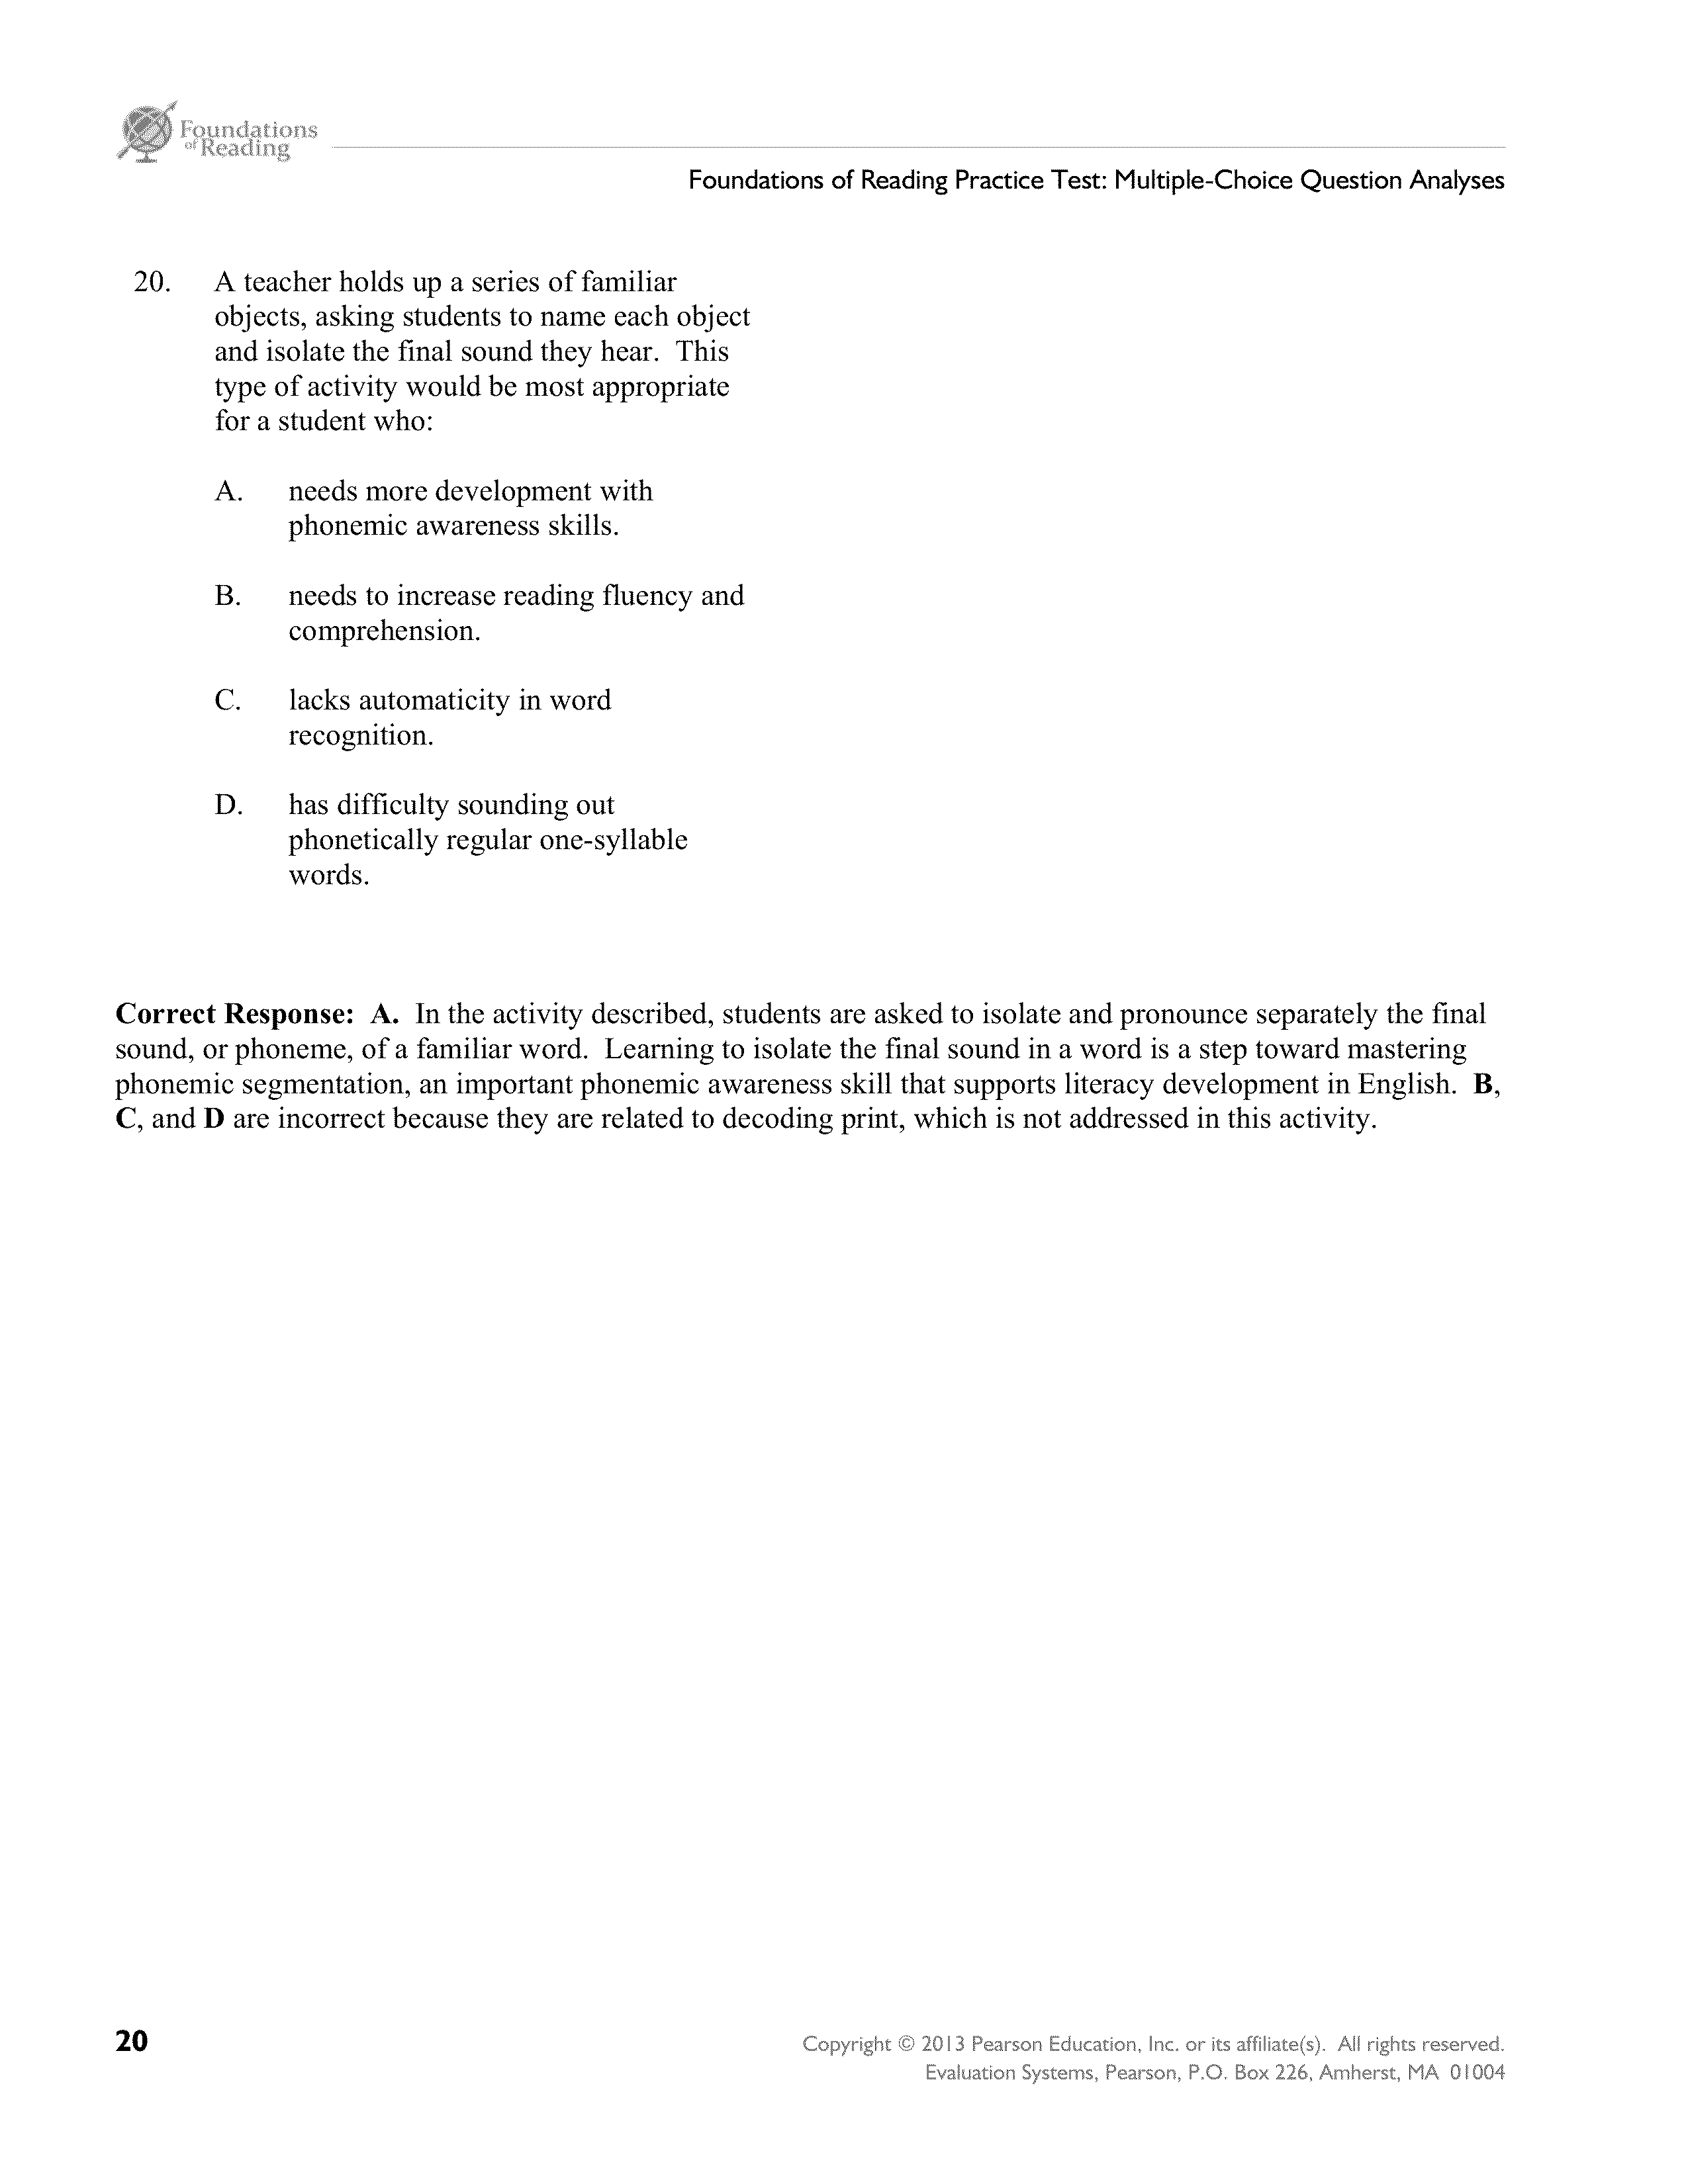 Foundations
of Reading
Foundations of Reading Practice Test: Multiple-Choice Question Analyses
20. A teacher holds up a series of familiar
objects, asking students to name each object
and isolate the final sound they hear. This
type of activity would be most appropriate
for a student who:
A. needs more development with
phonemic awareness skills.
B. needs to increase reading fluency and
comprehension.
C. lacks automaticity in word
recognition.
D. has difficulty sounding out
phonetically regular one-syllable
words.
Correct Response: A. In the activity described, students are asked to isolate and pronounce separately the final
sound, or phoneme, of a familiar word. Learning to isolate the final sound in a word is a step toward mastering
phonemic segmentation, an important phonemic awareness skill that supports literacy development in English. B,
C, and D are incorrect because they are related to decoding print, which is not addressed in this activity.
20
Copyright © 2013 Pearson Education, Inc. or its affiliate(s). All rights reserved.
Evaluation Systems, Pearson, P.O. Box 226, Amherst, MA 01004